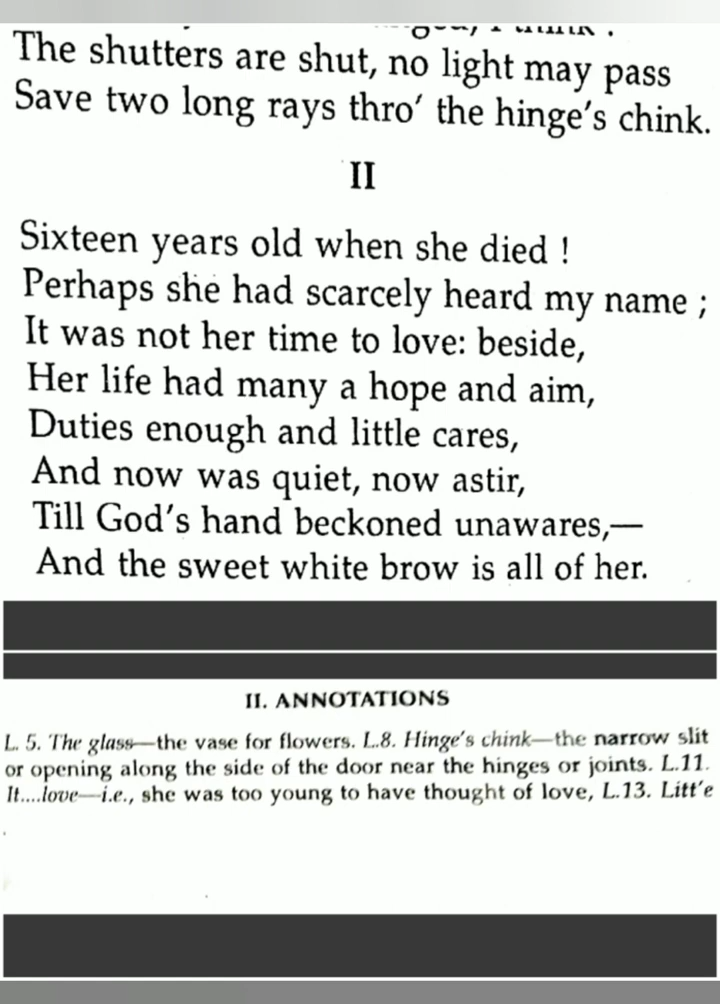 The shutters are shut, no light may pass
Save two long rays thro' the hinge's chink.
II
Sixteen years old when she died !
Perhaps she had scarcely heard my name ;
It was not her time to love: beside,
Her life had many a hope and aim,
Duties enough and little cares,
And now was quiet, now astir,
Till God's hand beckoned unawares,—
And the sweet white brow is all of her.
II. ANNOTATIONS
L. 5. The glass—the vase for flowers. L.8. Hinge's chink—the narrow slit
or opening along the side of the door near the hinges or joints. L.11.
It....love—i.e., she was too young to have thought of love, L.13. Litt'e